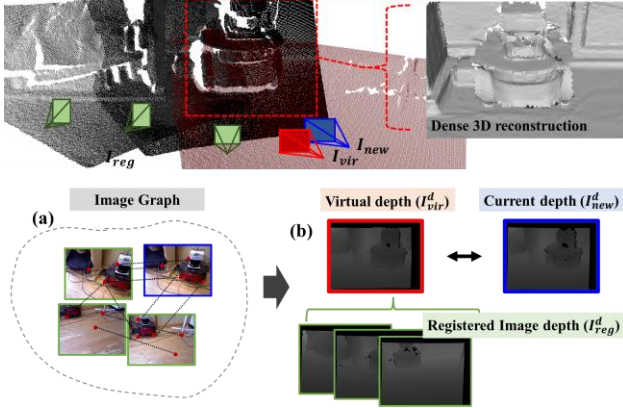 Dense 3D reconstruction
I_reg
I_vir
I_new
Image Graph
Virtual depth (I^d_vir)
Current depth (I^d_new)
(a)
(b)
Registered Image depth (I^d_reg)